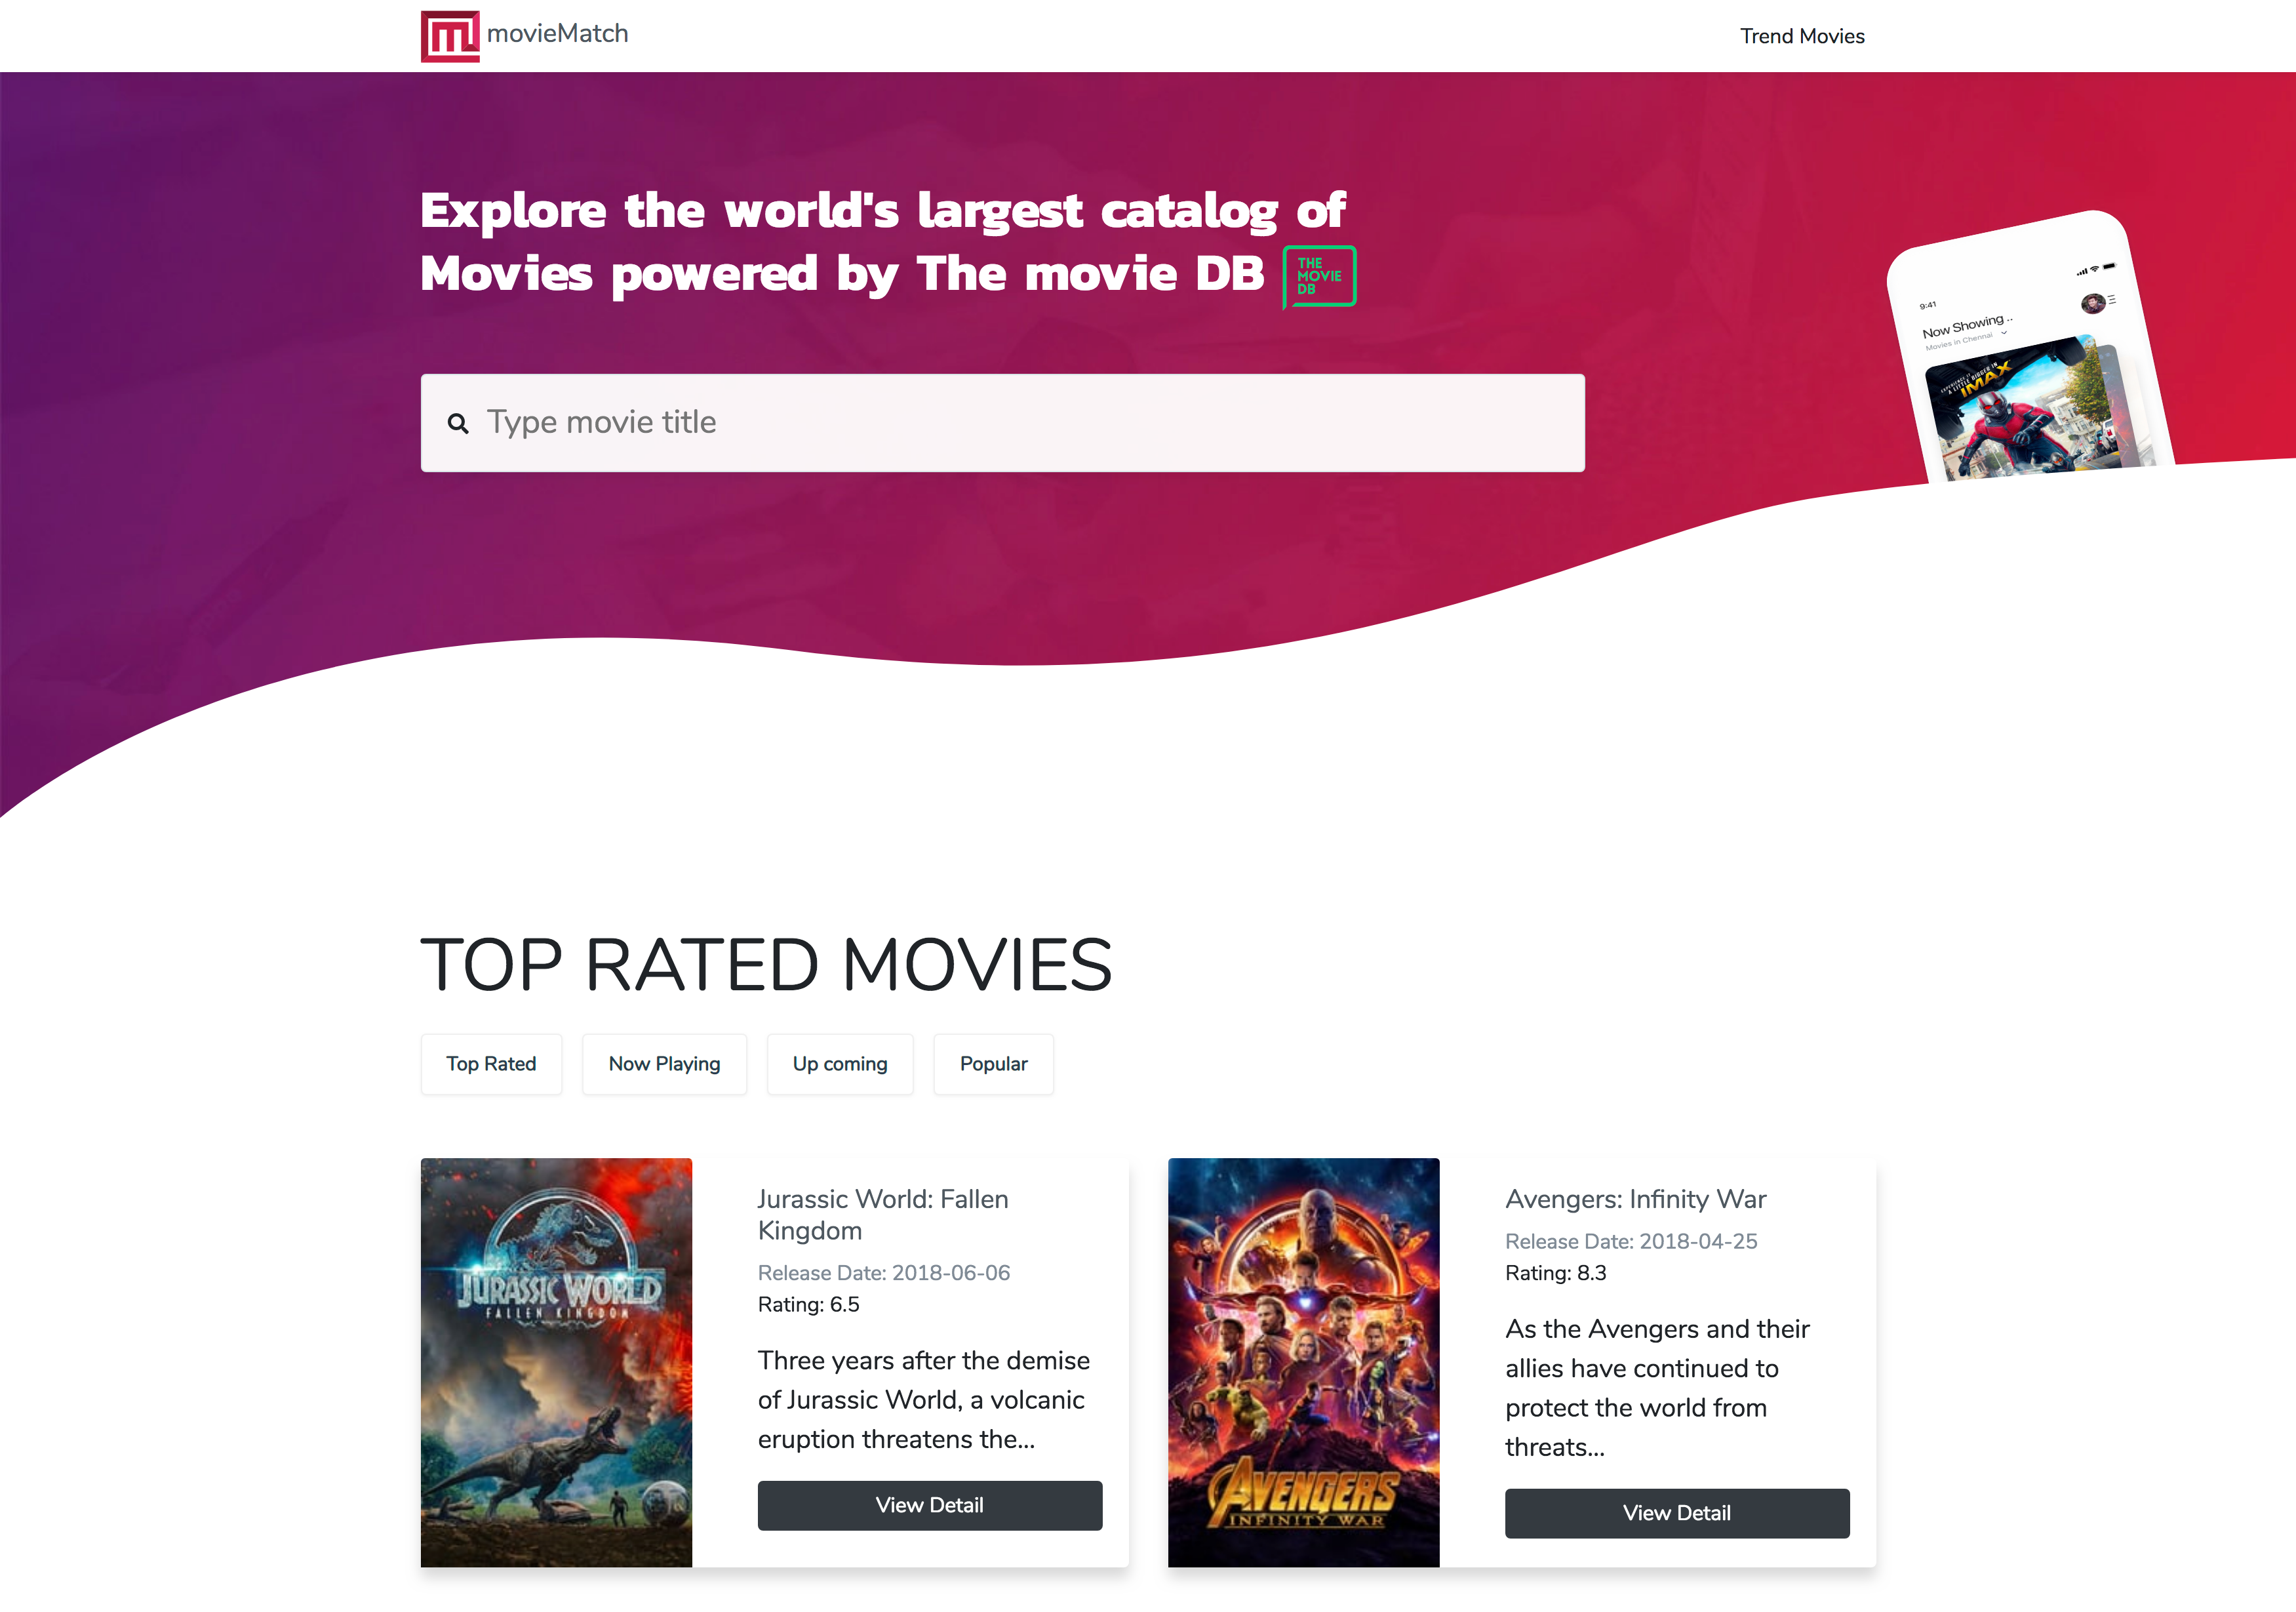 movieMatch
Trend Movies
Explore the world's largest catalog of
Movies powered by The movie DB
THE
MOVIE
DB
Type movie title
9:41
Now Showing ..
Movies in Chennai
EXPERIENCE IT
A LITTLE BIGGER IN
IMAX
TOP RATED MOVIES
Top Rated
Now Playing
Up coming
Popular
JURASSIC WORLD
FALLEN KINGDOM
Jurassic World: Fallen
Kingdom
Release Date: 2018-06-06
Rating: 6.5
Three years after the demise
of Jurassic World, a volcanic
eruption threatens the...
View Detail
AVENGERS
INFINITY WAR
Avengers: Infinity War
Release Date: 2018-04-25
Rating: 8.3
As the Avengers and their
allies have continued to
protect the world from
threats...
View Detail